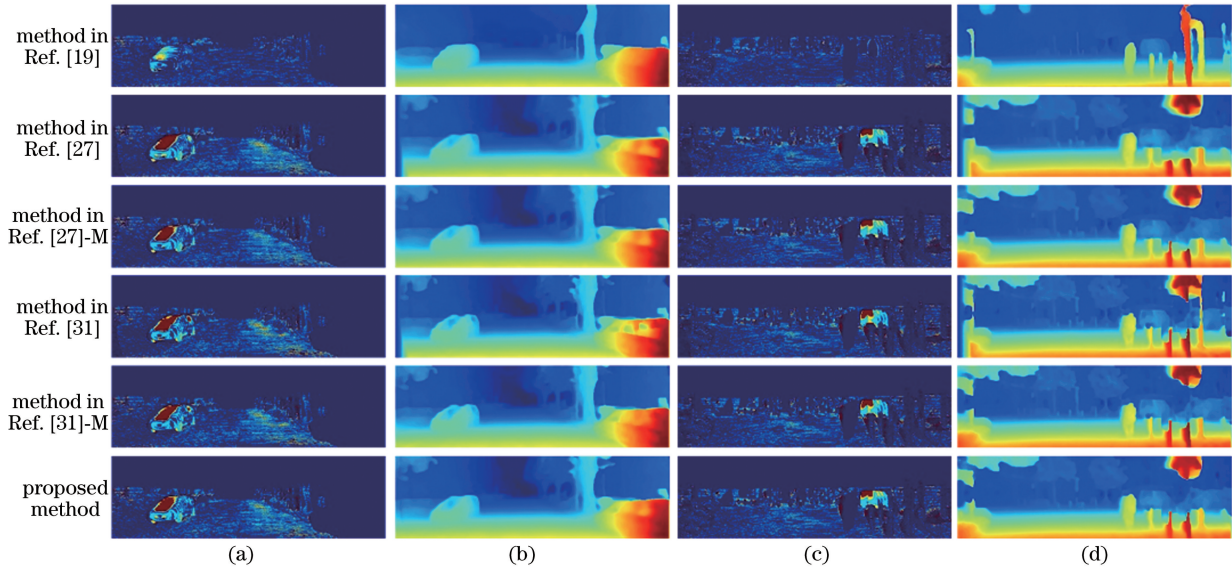 method in
Ref. [19]
method in
Ref. [27]
method in
Ref. [27]-M
method in
Ref. [31]
method in
Ref. [31]-M
proposed
method
(a)
(b)
(c)
(d)